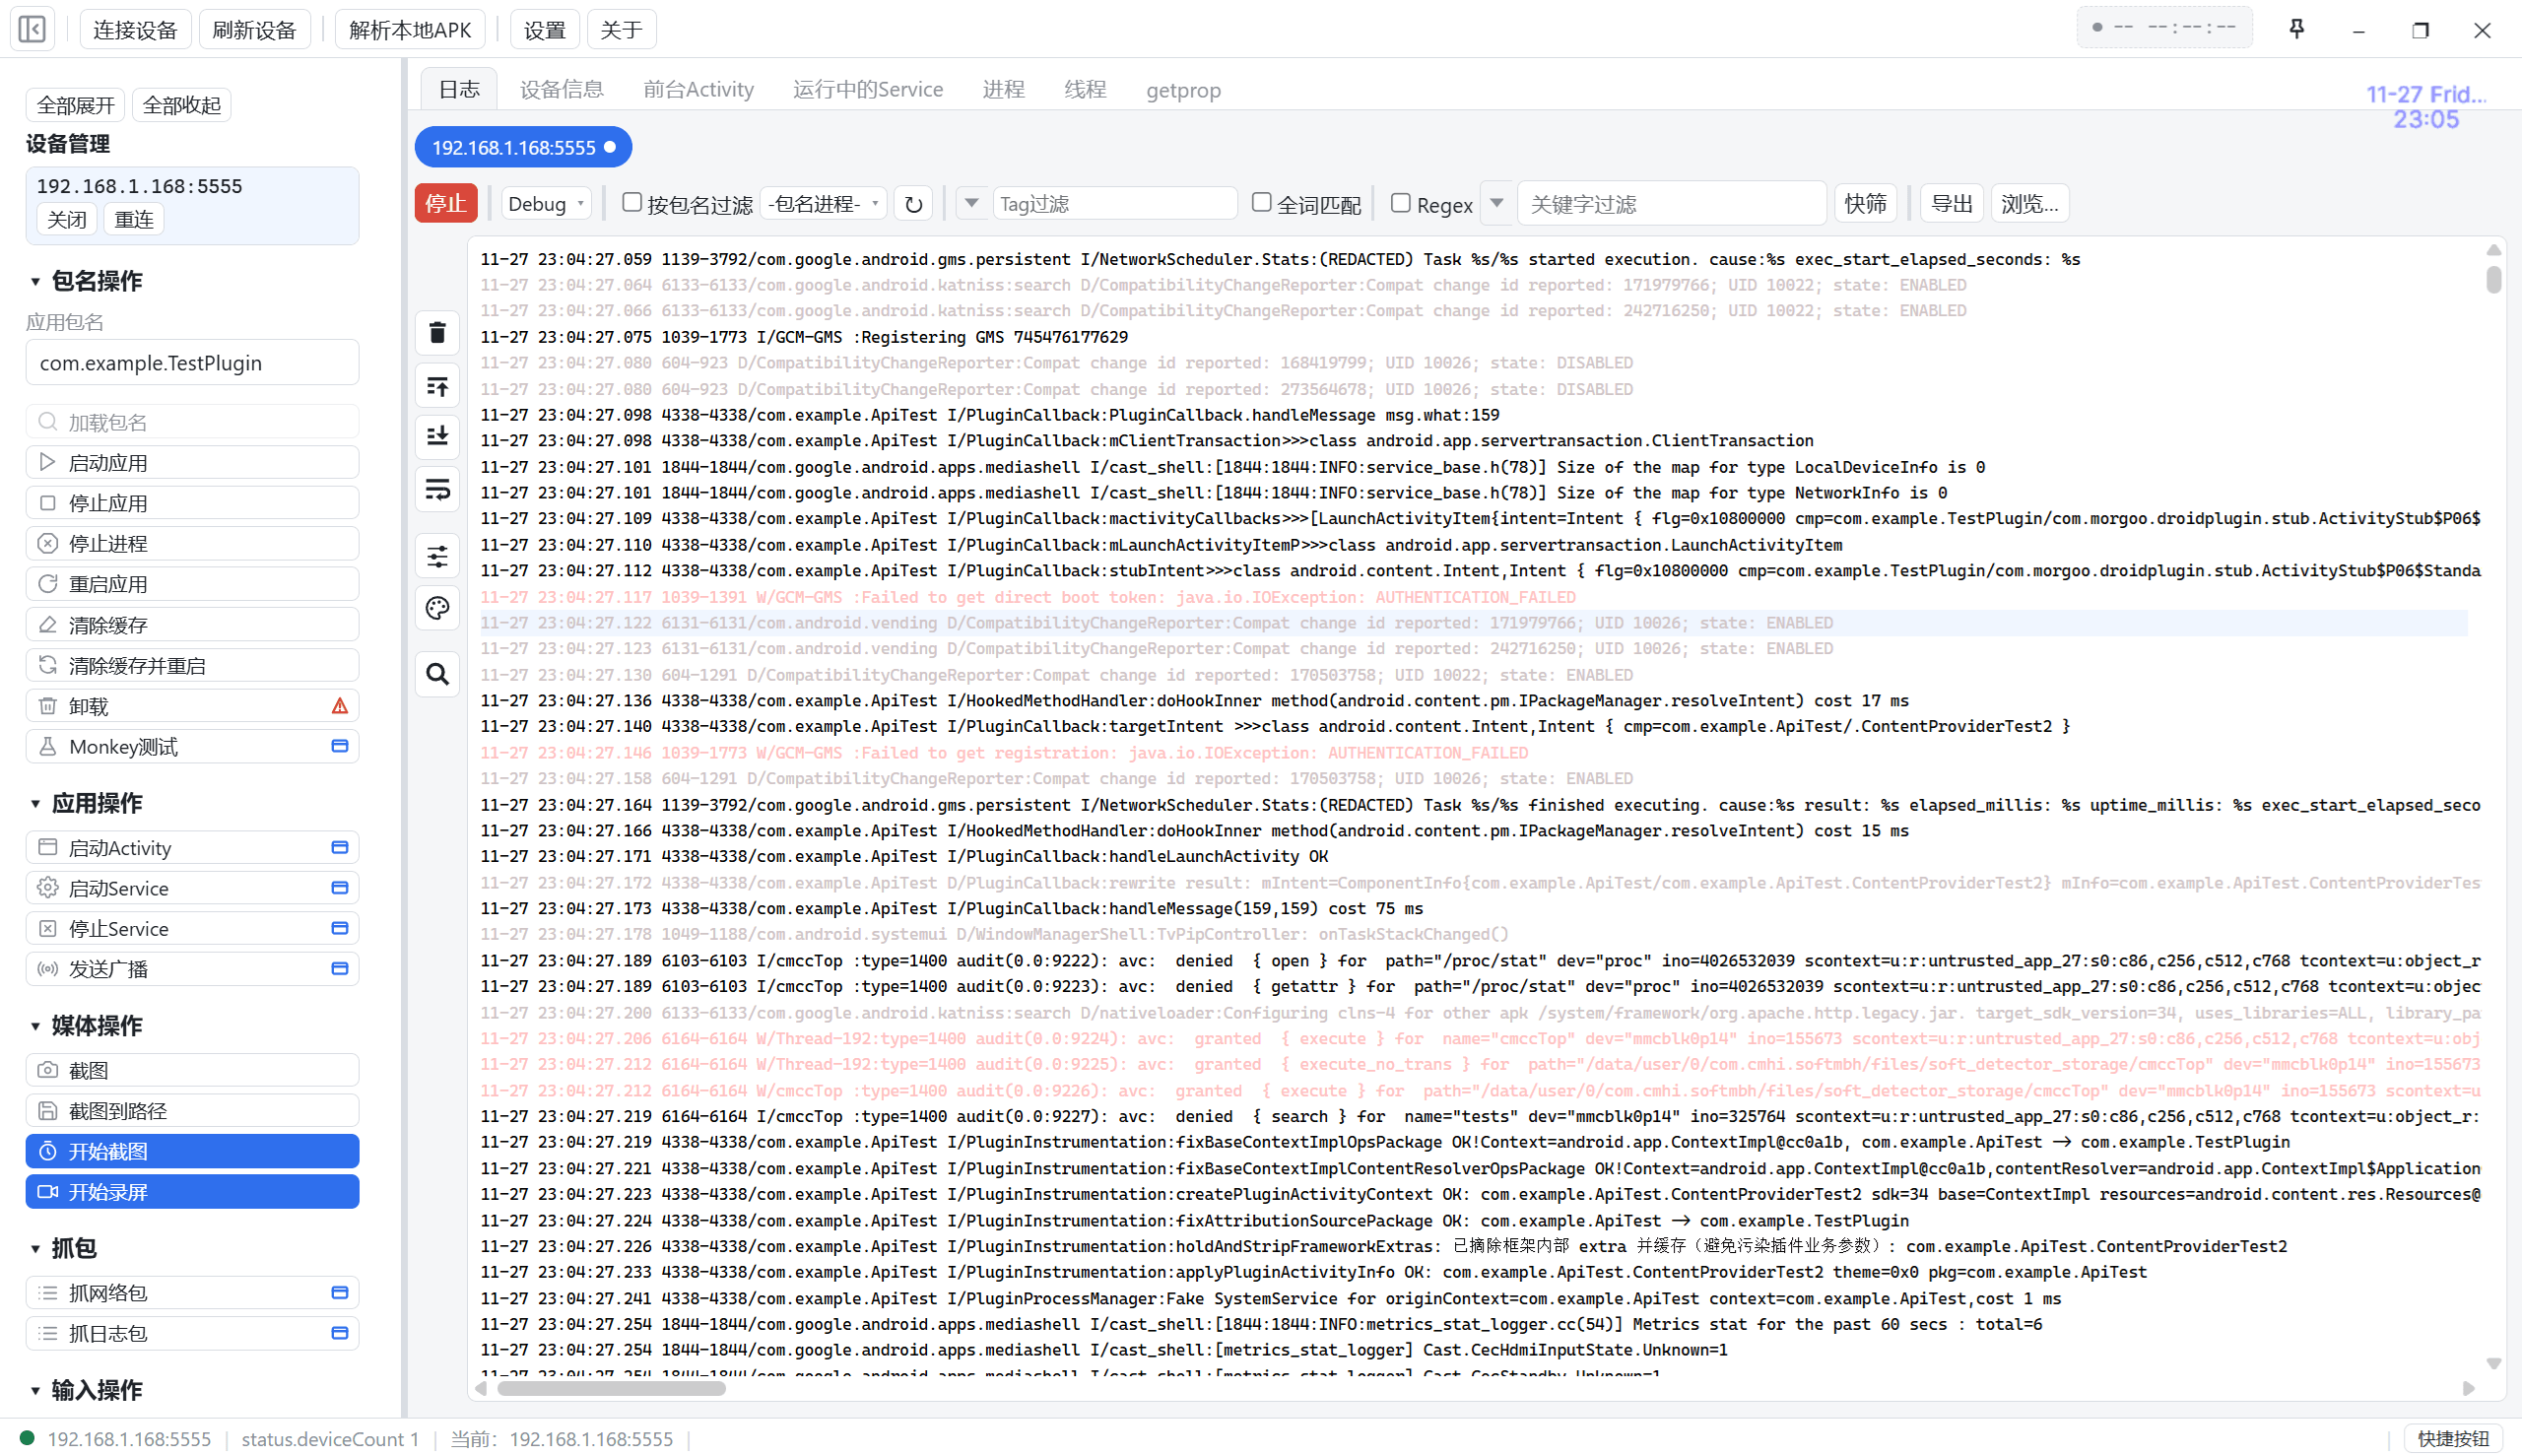 连接设备 刷新设备 解析本地APK 设置 关于 -- --:--:--
全部展开 全部收起
设备管理
192.168.1.168:5555
关闭 重连
包名操作
应用包名
com.example.TestPlugin
加载包名
启动应用
停止应用
停止进程
重启应用
清除缓存
清除缓存并重启
卸载
Monkey测试
应用操作
启动Activity
启动Service
停止Service
发送广播
媒体操作
截图
截图到路径
开始截图
开始录屏
抓包
抓网络包
抓日志包
输入操作
日志 设备信息 前台Activity 运行中的Service 进程 线程 getprop
11-27 Frid...
23:05
192.168.1.168:5555
停止 Debug 按包名过滤 -包名进程- Tag过滤 全词匹配 Regex 关键字过滤 快筛 导出 浏览...
11-27 23:04:27.059 1139-3792/com.google.android.gms.persistent I/NetworkScheduler.Stats:(REDACTED) Task %s/%s started execution. cause:%s exec_start_elapsed_seconds: %s
11-27 23:04:27.064 6133-6133/com.google.android.katniss:search D/CompatibilityChangeReporter:Compat change id reported: 171979766; UID 10022; state: ENABLED
11-27 23:04:27.066 6133-6133/com.google.android.katniss:search D/CompatibilityChangeReporter:Compat change id reported: 242716250; UID 10022; state: ENABLED
11-27 23:04:27.075 1039-1773 I/GCM-GMS :Registering GMS 745476177629
11-27 23:04:27.080 604-923 D/CompatibilityChangeReporter:Compat change id reported: 168419799; UID 10026; state: DISABLED
11-27 23:04:27.080 604-923 D/CompatibilityChangeReporter:Compat change id reported: 273564678; UID 10026; state: DISABLED
11-27 23:04:27.098 4338-4338/com.example.ApiTest I/PluginCallback:PluginCallback.handleMessage msg.what:159
11-27 23:04:27.098 4338-4338/com.example.ApiTest I/PluginCallback:mClientTransaction>>>class android.app.servertransaction.ClientTransaction
11-27 23:04:27.101 1844-1844/com.google.android.apps.mediashell I/cast_shell:[1844:1844:INFO:service_base.h(78)] Size of the map for type LocalDeviceInfo is 0
11-27 23:04:27.101 1844-1844/com.google.android.apps.mediashell I/cast_shell:[1844:1844:INFO:service_base.h(78)] Size of the map for type NetworkInfo is 0
11-27 23:04:27.109 4338-4338/com.example.ApiTest I/PluginCallback:mactivityCallbacks>>>[LaunchActivityItem{intent=Intent { flg=0x10800000 cmp=com.example.TestPlugin/com.morgoo.droidplugin.stub.ActivityStub$P06$
11-27 23:04:27.110 4338-4338/com.example.ApiTest I/PluginCallback:mLaunchActivityItemP>>>class android.app.servertransaction.LaunchActivityItem
11-27 23:04:27.112 4338-4338/com.example.ApiTest I/PluginCallback:stubIntent>>>class android.content.Intent,Intent { flg=0x10800000 cmp=com.example.TestPlugin/com.morgoo.droidplugin.stub.ActivityStub$P06$Standa
11-27 23:04:27.117 1039-1391 W/GCM-GMS :Failed to get direct boot token: java.io.IOException: AUTHENTICATION_FAILED
11-27 23:04:27.122 6131-6131/com.android.vending D/CompatibilityChangeReporter:Compat change id reported: 171979766; UID 10026; state: ENABLED
11-27 23:04:27.123 6131-6131/com.android.vending D/CompatibilityChangeReporter:Compat change id reported: 242716250; UID 10026; state: ENABLED
11-27 23:04:27.130 604-1291 D/CompatibilityChangeReporter:Compat change id reported: 170503758; UID 10022; state: ENABLED
11-27 23:04:27.136 4338-4338/com.example.ApiTest I/HookedMethodHandler:doHookInner method(android.content.pm.IPackageManager.resolveIntent) cost 17 ms
11-27 23:04:27.140 4338-4338/com.example.ApiTest I/PluginCallback:targetIntent >>>class android.content.Intent,Intent { cmp=com.example.ApiTest/.ContentProviderTest2 }
11-27 23:04:27.146 1039-1773 W/GCM-GMS :Failed to get registration: java.io.IOException: AUTHENTICATION_FAILED
11-27 23:04:27.158 604-1291 D/CompatibilityChangeReporter:Compat change id reported: 170503758; UID 10026; state: ENABLED
11-27 23:04:27.164 1139-3792/com.google.android.gms.persistent I/NetworkScheduler.Stats:(REDACTED) Task %s/%s finished executing. cause:%s result: %s elapsed_millis: %s uptime_millis: %s exec_start_elapsed_seco
11-27 23:04:27.166 4338-4338/com.example.ApiTest I/HookedMethodHandler:doHookInner method(android.content.pm.IPackageManager.resolveIntent) cost 15 ms
11-27 23:04:27.171 4338-4338/com.example.ApiTest I/PluginCallback:handleLaunchActivity OK
11-27 23:04:27.172 4338-4338/com.example.ApiTest D/PluginCallback:rewrite result: mIntent=ComponentInfo{com.example.ApiTest/com.example.ApiTest.ContentProviderTest2} mInfo=com.example.ApiTest.ContentProviderTes
11-27 23:04:27.173 4338-4338/com.example.ApiTest I/PluginCallback:handleMessage(159,159) cost 75 ms
11-27 23:04:27.178 1049-1188/com.android.systemui D/WindowManagerShell:TvPipController: onTaskStackChanged()
11-27 23:04:27.189 6103-6103 I/cmccTop :type=1400 audit(0.0:9222): avc:  denied  { open } for  path="/proc/stat" dev="proc" ino=4026532039 scontext=u:r:untrusted_app_27:s0:c86,c256,c512,c768 tcontext=u:object_r
11-27 23:04:27.189 6103-6103 I/cmccTop :type=1400 audit(0.0:9223): avc:  denied  { getattr } for  path="/proc/stat" dev="proc" ino=4026532039 scontext=u:r:untrusted_app_27:s0:c86,c256,c512,c768 tcontext=u:objec
11-27 23:04:27.200 6133-6133/com.google.android.katniss:search D/nativeloader:Configuring clns-4 for other apk /system/framework/org.apache.http.legacy.jar. target_sdk_version=34, uses_libraries=ALL, library_pa
11-27 23:04:27.206 6164-6164 W/Thread-192:type=1400 audit(0.0:9224): avc:  granted  { execute } for  name="cmccTop" dev="mmcblk0p14" ino=155673 scontext=u:r:untrusted_app_27:s0:c86,c256,c512,c768 tcontext=u:obj
11-27 23:04:27.212 6164-6164 W/Thread-192:type=1400 audit(0.0:9225): avc:  granted  { execute_no_trans } for  path="/data/user/0/com.cmhi.softmbh/files/soft_detector_storage/cmccTop" dev="mmcblk0p14" ino=155673
11-27 23:04:27.212 6164-6164 W/cmccTop :type=1400 audit(0.0:9226): avc:  granted  { execute } for  path="/data/user/0/com.cmhi.softmbh/files/soft_detector_storage/cmccTop" dev="mmcblk0p14" ino=155673 scontext=u
11-27 23:04:27.219 6164-6164 I/cmccTop :type=1400 audit(0.0:9227): avc:  denied  { search } for  name="tests" dev="mmcblk0p14" ino=325764 scontext=u:r:untrusted_app_27:s0:c86,c256,c512,c768 tcontext=u:object_r:
11-27 23:04:27.219 4338-4338/com.example.ApiTest I/PluginInstrumentation:fixBaseContextImplOpsPackage OK!Context=android.app.ContextImpl@cc0a1b, com.example.ApiTest -> com.example.TestPlugin
11-27 23:04:27.221 4338-4338/com.example.ApiTest I/PluginInstrumentation:fixBaseContextImplContentResolverOpsPackage OK!Context=android.app.ContextImpl@cc0a1b,contentResolver=android.app.ContextImpl$Application
11-27 23:04:27.223 4338-4338/com.example.ApiTest I/PluginInstrumentation:createPluginActivityContext OK: com.example.ApiTest.ContentProviderTest2 sdk=34 base=ContextImpl resources=android.content.res.Resources@
11-27 23:04:27.224 4338-4338/com.example.ApiTest I/PluginInstrumentation:fixAttributionSourcePackage OK: com.example.ApiTest -> com.example.TestPlugin
11-27 23:04:27.226 4338-4338/com.example.ApiTest I/PluginInstrumentation:holdAndStripFrameworkExtras: 已摘除框架内部 extra 并缓存（避免污染插件业务参数）: com.example.ApiTest.ContentProviderTest2
11-27 23:04:27.233 4338-4338/com.example.ApiTest I/PluginInstrumentation:applyPluginActivityInfo OK: com.example.ApiTest.ContentProviderTest2 theme=0x0 pkg=com.example.ApiTest
11-27 23:04:27.241 4338-4338/com.example.ApiTest I/PluginProcessManager:Fake SystemService for originContext=com.example.ApiTest context=com.example.ApiTest,cost 1 ms
11-27 23:04:27.254 1844-1844/com.google.android.apps.mediashell I/cast_shell:[1844:1844:INFO:metrics_stat_logger.cc(54)] Metrics stat for the past 60 secs : total=6
11-27 23:04:27.254 1844-1844/com.google.android.apps.mediashell I/cast_shell:[metrics_stat_logger] Cast.CecHdmiInputState.Unknown=1
11-27 23:04:27.254 1844-1844/com.google.android.apps.mediashell I/cast_shell:[metrics_stat_logger] Cast.CecStandby.Unknown=1
192.168.1.168:5555 status.deviceCount 1 当前: 192.168.1.168:5555 快捷按钮